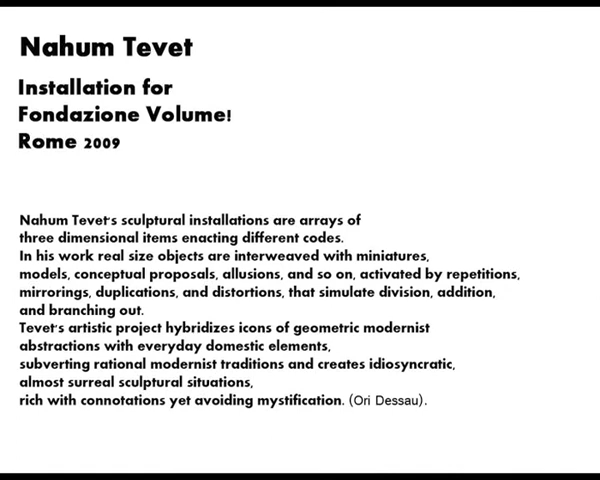 Nahum Tevet
Installation for
Fondazione Volume!
Rome 2009
Nahum Tevet's sculptural installations are arrays of
three dimensional items enacting different codes.
In his work real size objects are interweaved with miniatures,
models, conceptual proposals, allusions, and so on, activated by repetitions,
mirrorings, duplications, and distortions, that simulate division, addition,
and branching out.
Tevet's artistic project hybridizes icons of geometric modernist
abstractions with everyday domestic elements,
subverting rational modernist traditions and creates idiosyncratic,
almost surreal sculptural situations,
rich with connotations yet avoiding mystification. (Ori Dessau).